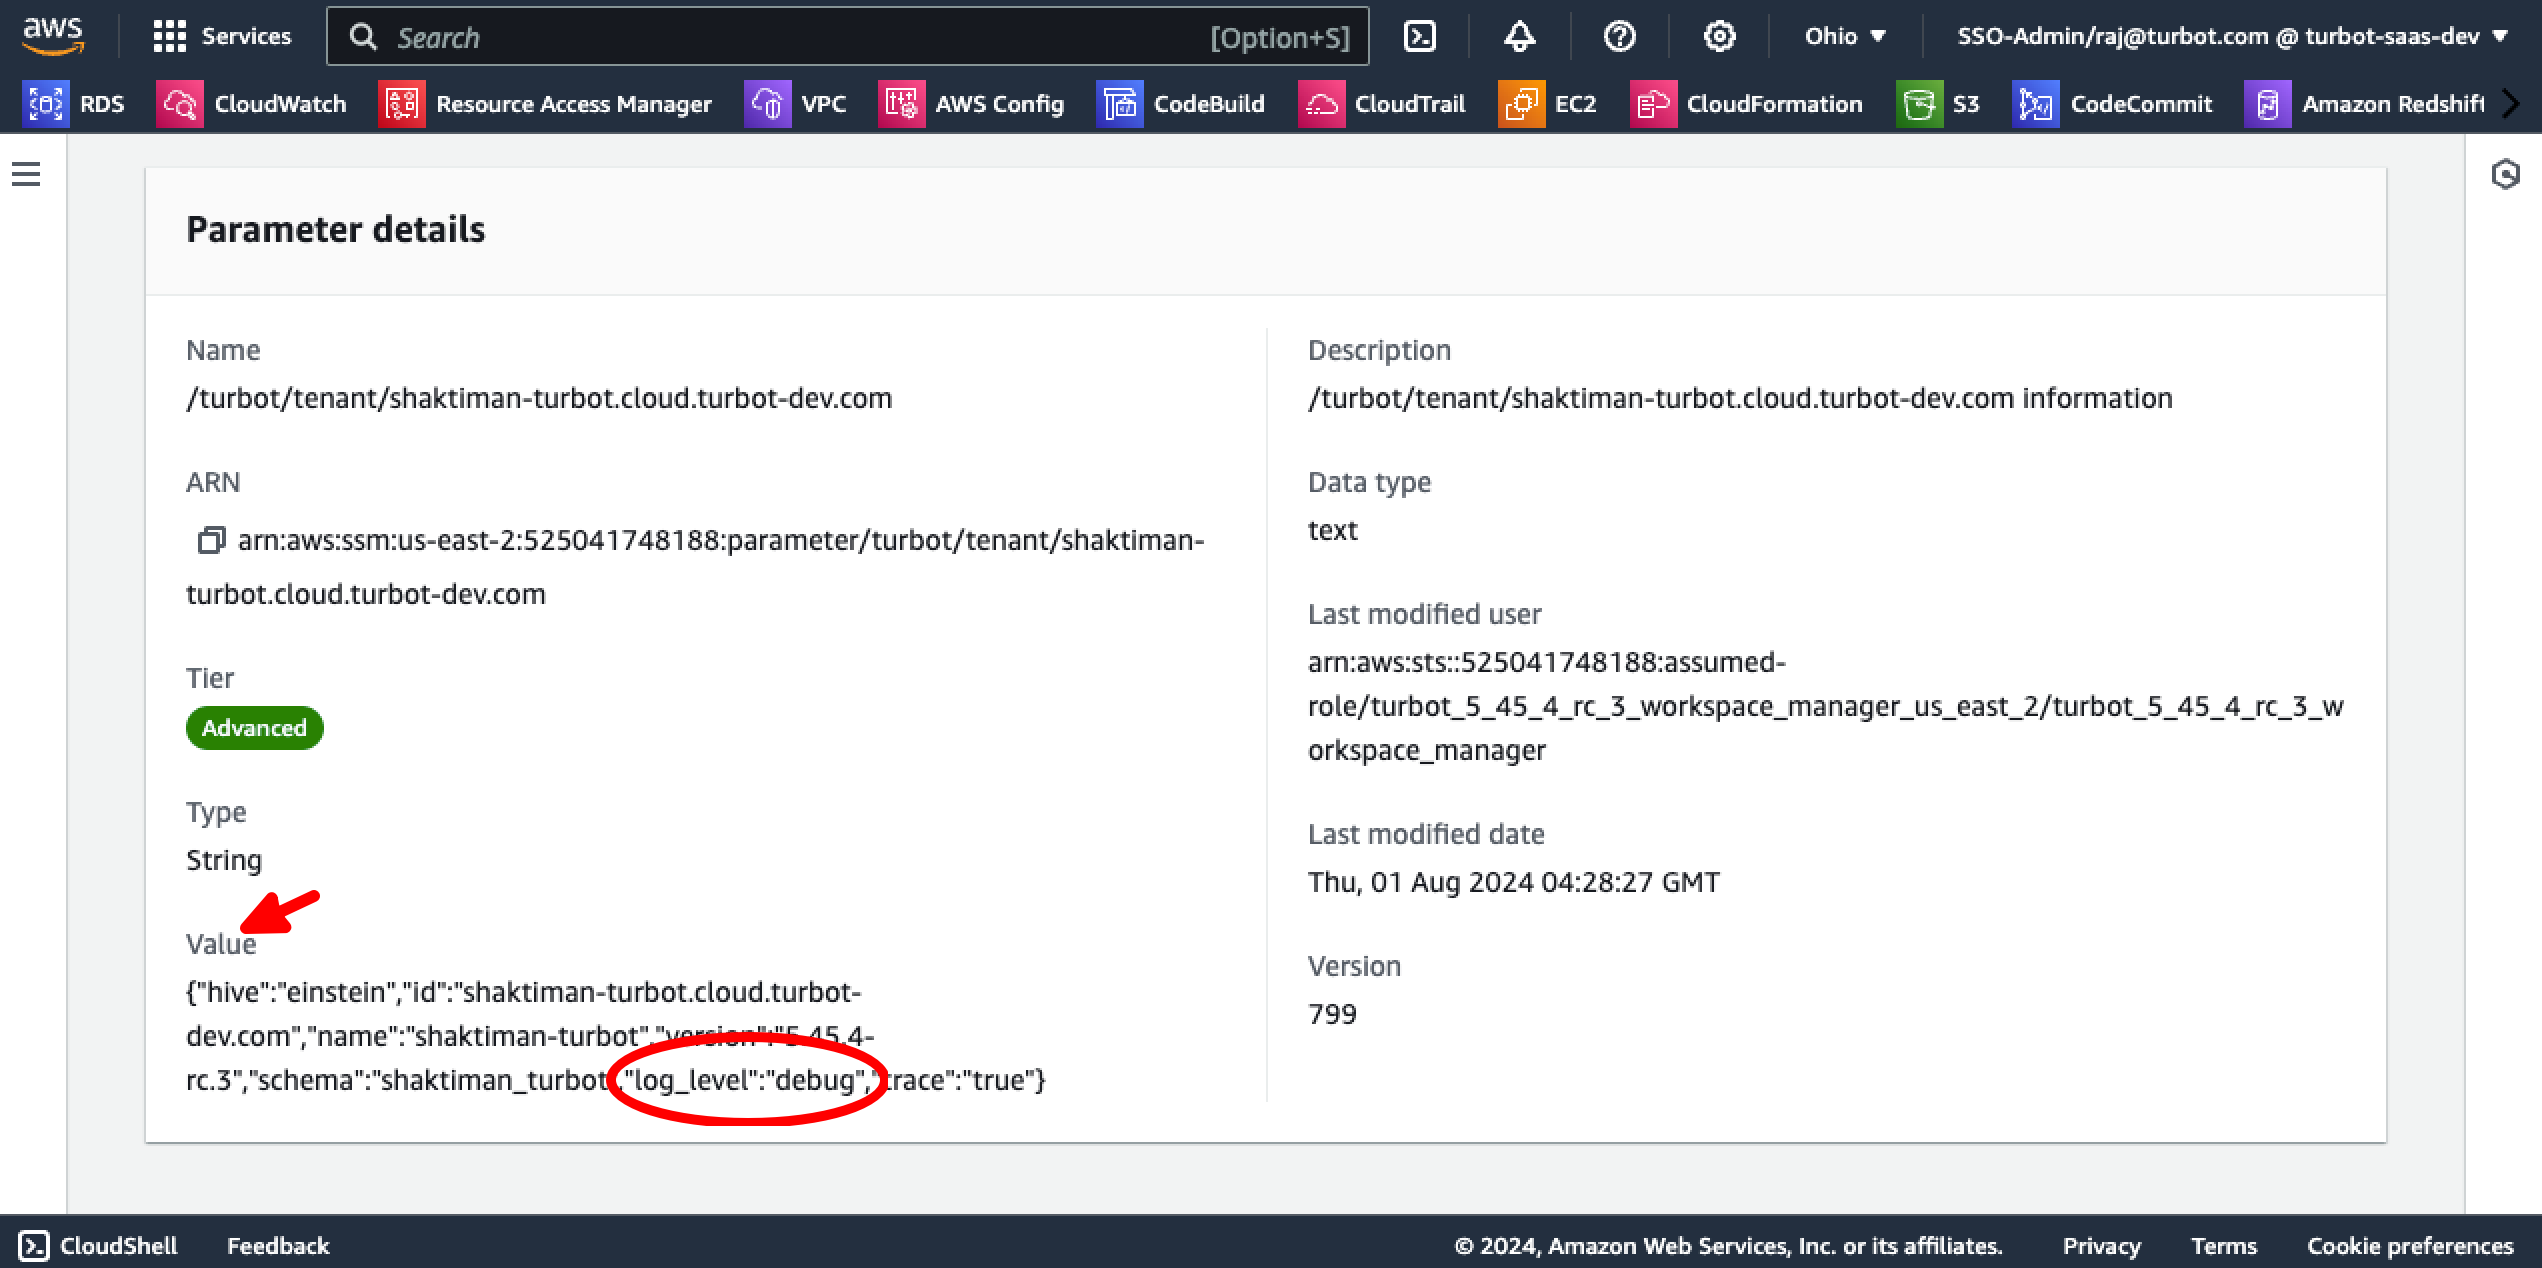 aws
Services
Search
[Option+S]
Ohio
SSO-Admin/raj@turbot.com @ turbot-saas-dev
RDS
CloudWatch
Resource Access Manager
VPC
AWS Config
CodeBuild
CloudTrail
EC2
CloudFormation
S3
CodeCommit
Amazon Redshift
Parameter details
Name
/turbot/tenant/shaktiman-turbot.cloud.turbot-dev.com
ARN
arn:aws:ssm:us-east-2:525041748188:parameter/turbot/tenant/shaktiman-
turbot.cloud.turbot-dev.com
Tier
Advanced
Type
String
Value
{"hive":"einstein","id":"shaktiman-turbot.cloud.turbot-
dev.com","name":"shaktiman-turbot","version":"5.45.4-
rc.3","schema":"shaktiman_turbot","log_level":"debug","trace":"true"}
Description
/turbot/tenant/shaktiman-turbot.cloud.turbot-dev.com information
Data type
text
Last modified user
arn:aws:sts::525041748188:assumed-
role/turbot_5_45_4_rc_3_workspace_manager_us_east_2/turbot_5_45_4_rc_3_w
orkspace_manager
Last modified date
Thu, 01 Aug 2024 04:28:27 GMT
Version
799
CloudShell
Feedback
© 2024, Amazon Web Services, Inc. or its affiliates.
Privacy
Terms
Cookie preferences